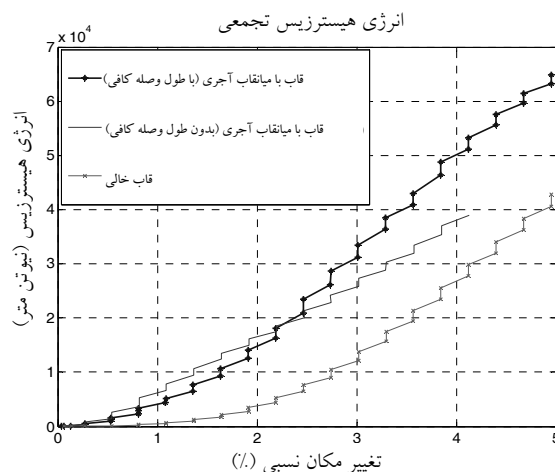 انرژی هیسترزیس تجمعی
x 10⁴
7
6
5
4
3
2
1
0
انرژی هیسترزیس (نیوتن متر)
قاب با میانقاب آجری (با طول وصله کافی)
قاب با میانقاب آجری (بدون طول وصله کافی)
قاب خالی
0 1 2 3 4 5
تغییر مکان نسبی (٪)